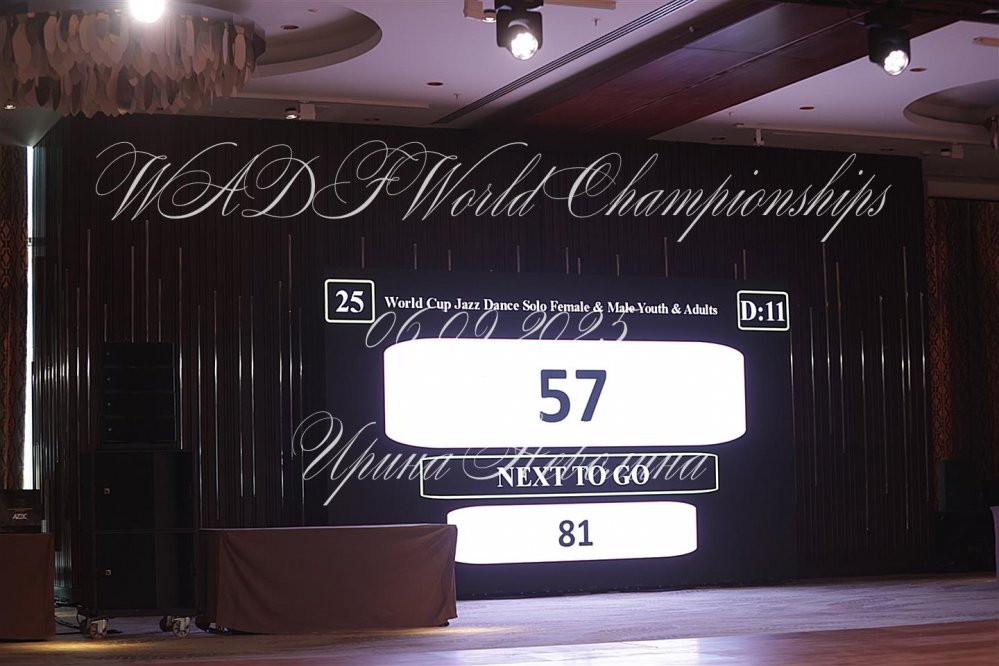 WADF World Championships
25 World Cup Jazz Dance Solo Female & Male Youth & Adults D:11
06.09.2025
57
Ирина
NEXT TO GO
81